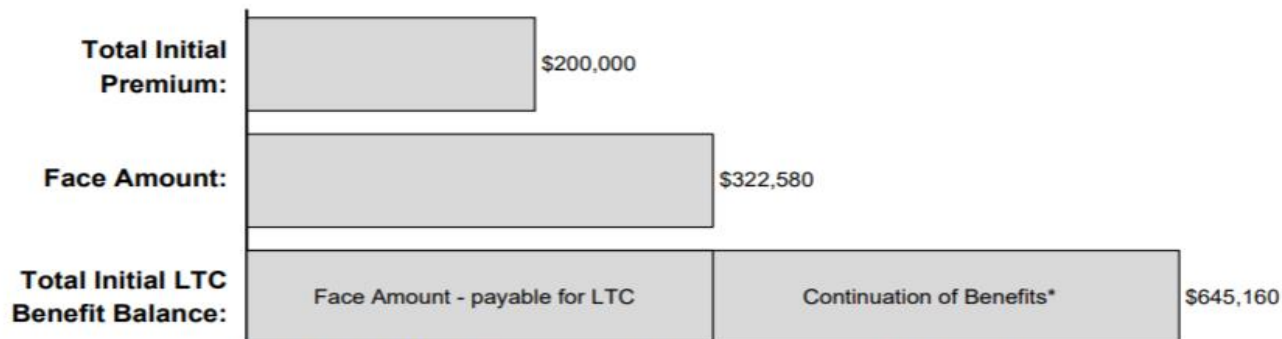 Total Initial
Premium:
$200,000
Face Amount:
$322,580
Total Initial LTC
Benefit Balance:
Face Amount - payable for LTC
Continuation of Benefits*
$645,160